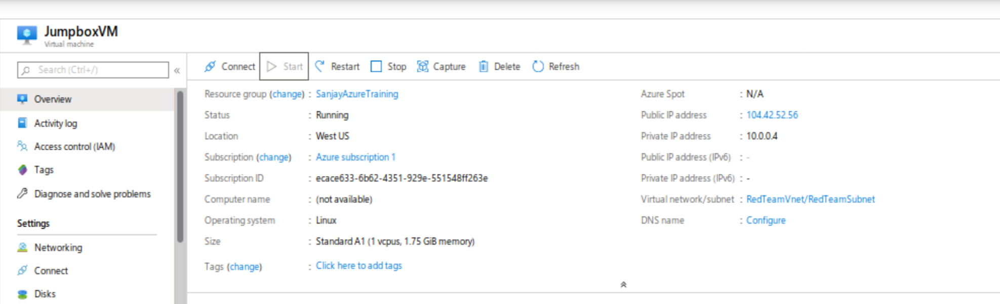 JumpboxVM
Virtual machine
Search (Ctrl+/)
«
Overview
Activity log
Access control (IAM)
Tags
Diagnose and solve problems
Settings
Networking
Connect
Disks
Connect Start Restart Stop Capture Delete Refresh
Resource group (change) : SanjayAzureTraining
Status : Running
Location : West US
Subscription (change) : Azure subscription 1
Subscription ID : ecace633-6b62-4351-929e-551548ff263e
Computer name : (not available)
Operating system : Linux
Size : Standard A1 (1 vcpus, 1.75 GiB memory)
Tags (change) : Click here to add tags
Azure Spot : N/A
Public IP address : 104.42.52.56
Private IP address : 10.0.0.4
Public IP address (IPv6) : -
Private IP address (IPv6) : -
Virtual network/subnet : RedTeamVnet/RedTeamSubnet
DNS name : Configure